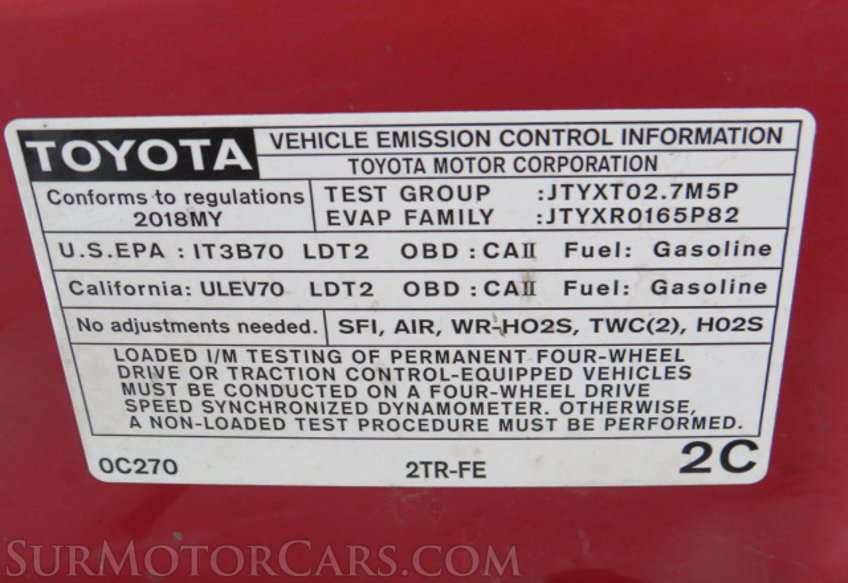 TOYOTA
VEHICLE EMISSION CONTROL INFORMATION
TOYOTA MOTOR CORPORATION
Conforms to regulations
2018MY
TEST GROUP :JTYXT02.7M5P
EVAP FAMILY :JTYXR0165P82
U.S.EPA : IT3B70 LDT2 OBD : CAⅡ Fuel: Gasoline
California: ULEV70 LDT2 OBD : CAⅡ Fuel: Gasoline
No adjustments needed.
SFI, AIR, WR-HO2S, TWC(2), HO2S
LOADED I/M TESTING OF PERMANENT FOUR-WHEEL
DRIVE OR TRACTION CONTROL-EQUIPPED VEHICLES
MUST BE CONDUCTED ON A FOUR-WHEEL DRIVE
SPEED SYNCHRONIZED DYNAMOMETER. OTHERWISE,
A NON-LOADED TEST PROCEDURE MUST BE PERFORMED.
0C270 2TR-FE 2C
SURMOTORCARS.COM